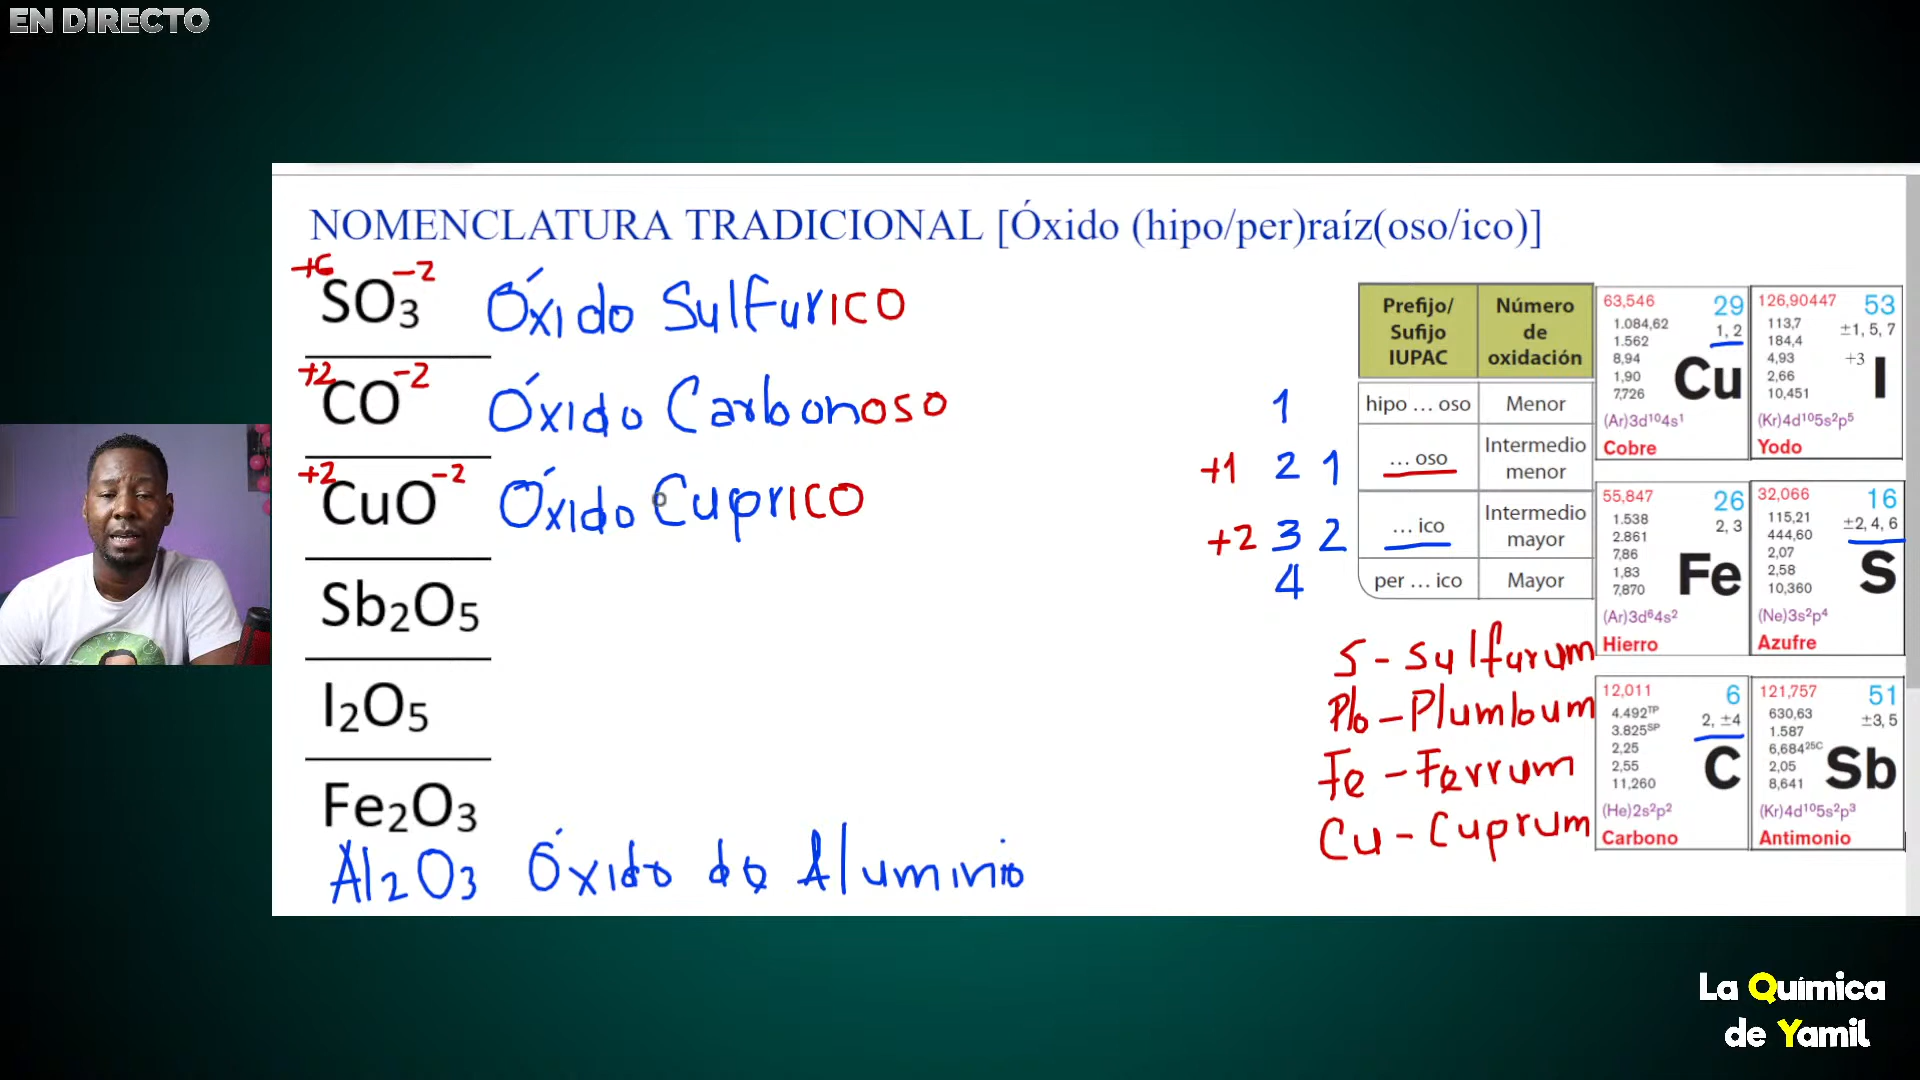 EN DIRECTO
NOMENCLATURA TRADICIONAL [Óxido (hipo/per)raíz(oso/ico)]
+6 SO₃ -2 Óxido Sulfurico
+2 CO -2 Óxido Carbonoso
+2 CuO -2 Óxido Cuprico
Sb₂O₅
I₂O₅
Fe₂O₃
Al₂O₃ Óxido de Aluminio
1
+1 2 1
+2 3 2
4
Prefijo/ Sufijo IUPAC
Número de oxidación
hipo ... oso Menor
... oso Intermedio menor
... ico Intermedio mayor
per ... ico Mayor
S - Sulfurum
Pb - Plumbum
Fe - Ferrum
Cu - Cuprum
63,546 29
1.084,62 1, 2
1.562
8,94
1,90
7,726
Cu
(Ar)3d¹⁰4s¹
Cobre
126,90447 53
113,7 ±1, 5, 7
184,4
4,93 +3
2,66
10,451
I
(Kr)4d¹⁰5s²p⁵
Yodo
55,847 26
1.538 2, 3
2.861
7,86
1,83
7,870
Fe
(Ar)3d⁶4s²
Hierro
32,066 16
115,21 ±2, 4, 6
444,60
2,07
2,58
10,360
S
(Ne)3s²p⁴
Azufre
12,011 6
4.492ᵀᴾ 2, ±4
3.825ˢᴾ
2,25
2,55
11,260
C
(He)2s²p²
Carbono
121,757 51
630,63 ±3, 5
1.587
6,684²⁵ᶜ
2,05
8,641
Sb
(Kr)4d¹⁰5s²p³
Antimonio
La Química
de Yamil